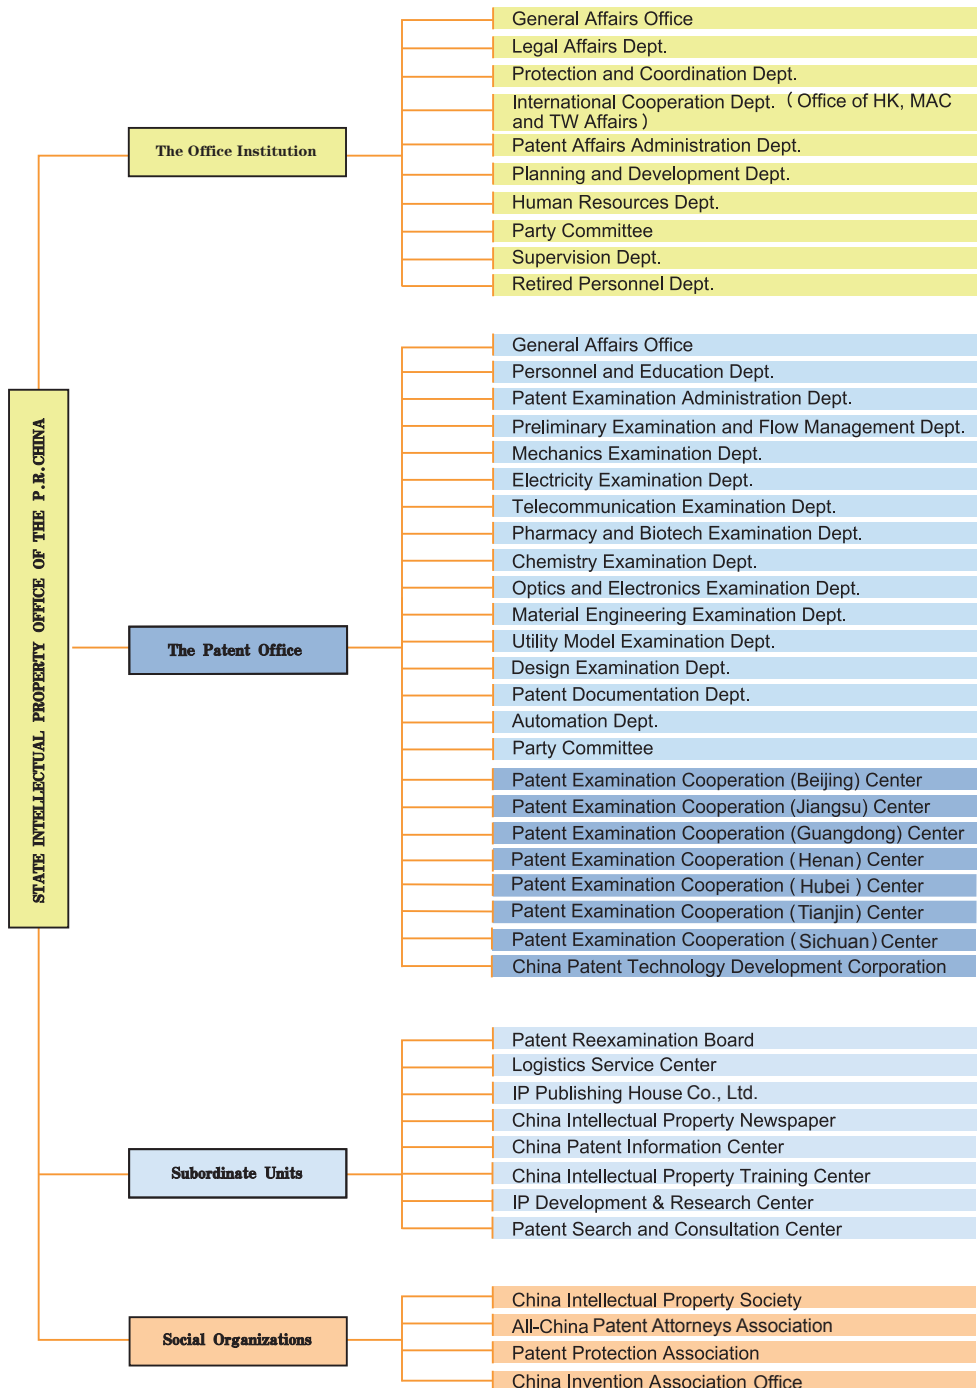 STATE INTELLECTUAL PROPERTY OFFICE OF THE P.R.CHINA
The Office Institution
General Affairs Office
Legal Affairs Dept.
Protection and Coordination Dept.
International Cooperation Dept. ( Office of HK, MAC
and TW Affairs )
Patent Affairs Administration Dept.
Planning and Development Dept.
Human Resources Dept.
Party Committee
Supervision Dept.
Retired Personnel Dept.
The Patent Office
General Affairs Office
Personnel and Education Dept.
Patent Examination Administration Dept.
Preliminary Examination and Flow Management Dept.
Mechanics Examination Dept.
Electricity Examination Dept.
Telecommunication Examination Dept.
Pharmacy and Biotech Examination Dept.
Chemistry Examination Dept.
Optics and Electronics Examination Dept.
Material Engineering Examination Dept.
Utility Model Examination Dept.
Design Examination Dept.
Patent Documentation Dept.
Automation Dept.
Party Committee
Patent Examination Cooperation (Beijing) Center
Patent Examination Cooperation (Jiangsu) Center
Patent Examination Cooperation (Guangdong) Center
Patent Examination Cooperation ( Henan ) Center
Patent Examination Cooperation ( Hubei ) Center
Patent Examination Cooperation (Tianjin) Center
Patent Examination Cooperation ( Sichuan ) Center
China Patent Technology Development Corporation
Subordinate Units
Patent Reexamination Board
Logistics Service Center
IP Publishing House Co., Ltd.
China Intellectual Property Newspaper
China Patent Information Center
China Intellectual Property Training Center
IP Development & Research Center
Patent Search and Consultation Center
Social Organizations
China Intellectual Property Society
All-China Patent Attorneys Association
Patent Protection Association
China Invention Association Office